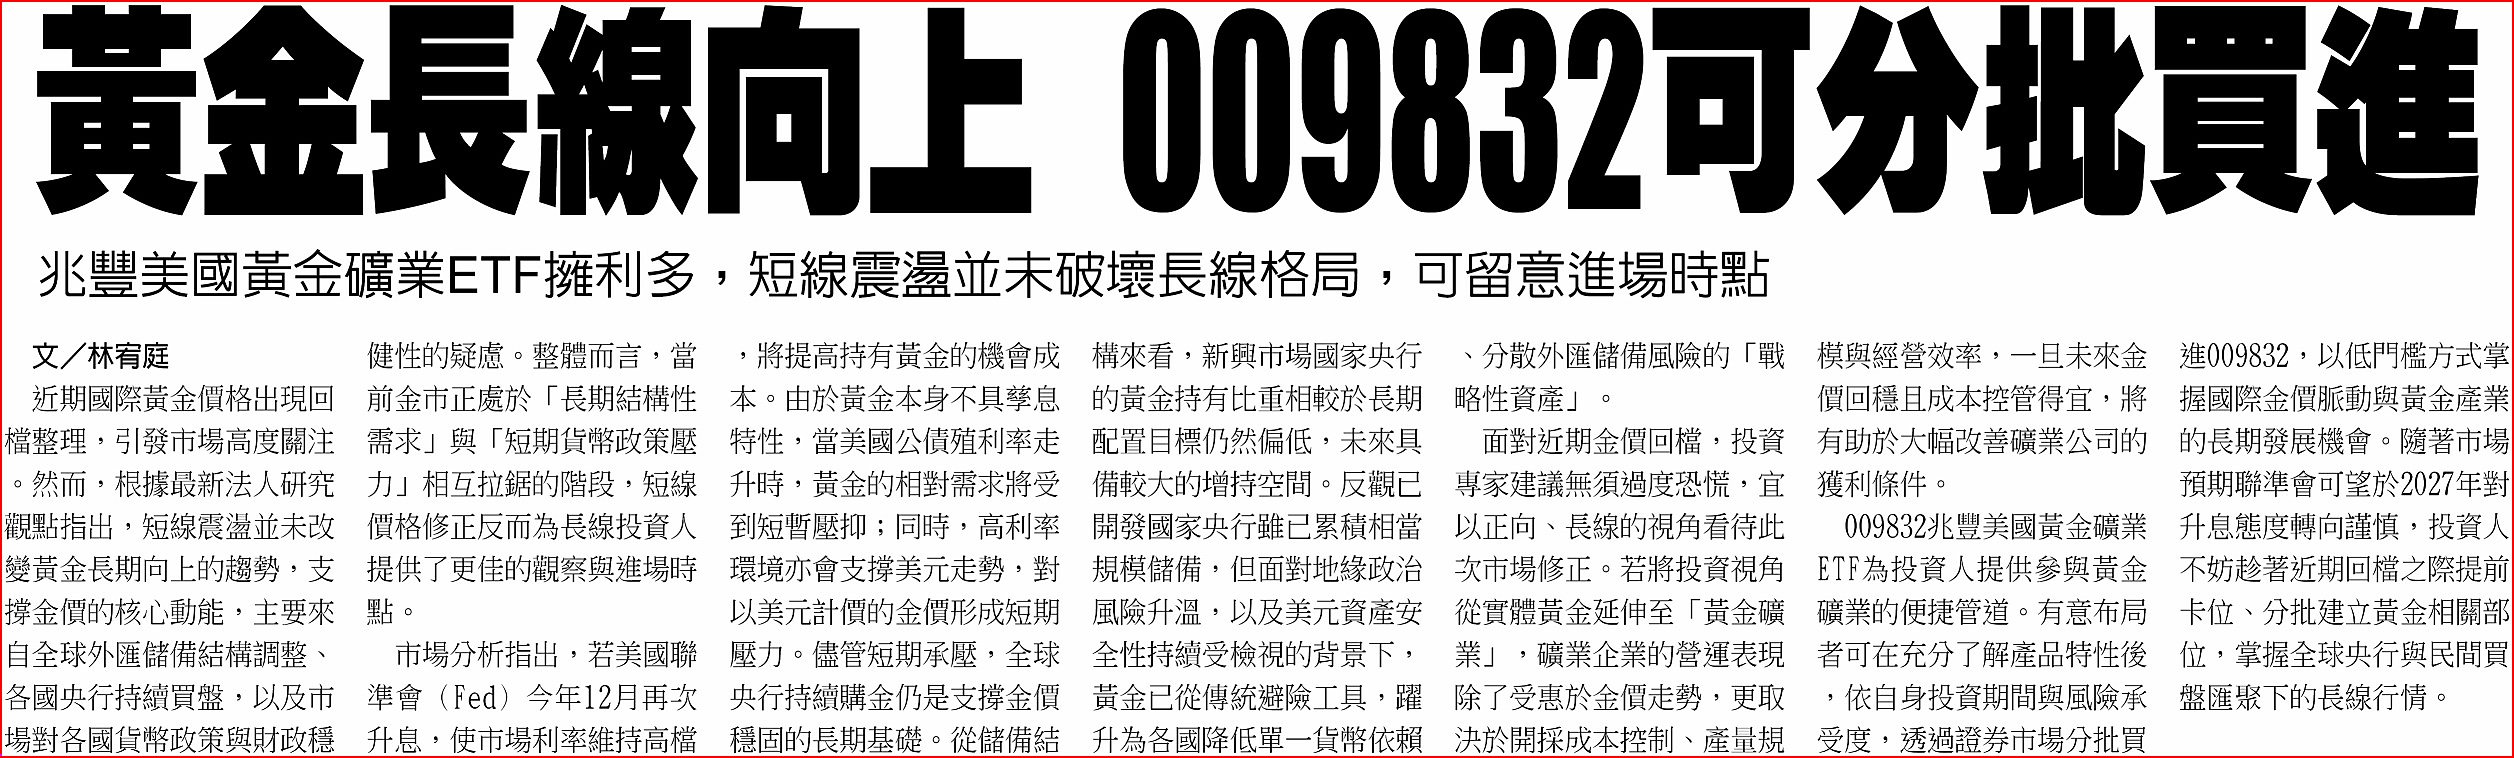 黃金長線向上 009832可分批買進
兆豐美國黃金礦業ETF擁利多，短線震盪並未破壞長線格局，可留意進場時點
文／林宥庭
近期國際黃金價格出現回
檔整理，引發市場高度關注
。然而，根據最新法人研究
觀點指出，短線震盪並未改
變黃金長期向上的趨勢，支
撐金價的核心動能，主要來
自全球外匯儲備結構調整、
各國央行持續買盤，以及市
場對各國貨幣政策與財政穩
健性的疑慮。整體而言，當
前金市正處於「長期結構性
需求」與「短期貨幣政策壓
力」相互拉鋸的階段，短線
價格修正反而為長線投資人
提供了更佳的觀察與進場時
點。
市場分析指出，若美國聯
準會（Fed）今年12月再次
升息，使市場利率維持高檔
，將提高持有黃金的機會成
本。由於黃金本身不具孳息
特性，當美國公債殖利率走
升時，黃金的相對需求將受
到短暫壓抑；同時，高利率
環境亦會支撐美元走勢，對
以美元計價的金價形成短期
壓力。儘管短期承壓，全球
央行持續購金仍是支撐金價
穩固的長期基礎。從儲備結
構來看，新興市場國家央行
的黃金持有比重相較於長期
配置目標仍然偏低，未來具
備較大的增持空間。反觀已
開發國家央行雖已累積相當
規模儲備，但面對地緣政治
風險升溫，以及美元資產安
全性持續受檢視的背景下，
黃金已從傳統避險工具，躍
升為各國降低單一貨幣依賴
、分散外匯儲備風險的「戰
略性資產」。
面對近期金價回檔，投資
專家建議無須過度恐慌，宜
以正向、長線的視角看待此
次市場修正。若將投資視角
從實體黃金延伸至「黃金礦
業」，礦業企業的營運表現
除了受惠於金價走勢，更取
決於開採成本控制、產量規
模與經營效率，一旦未來金
價回穩且成本控管得宜，將
有助於大幅改善礦業公司的
獲利條件。
009832兆豐美國黃金礦業
ETF為投資人提供參與黃金
礦業的便捷管道。有意布局
者可在充分了解產品特性後
，依自身投資期間與風險承
受度，透過證券市場分批買
進009832，以低門檻方式掌
握國際金價脈動與黃金產業
的長期發展機會。隨著市場
預期聯準會可望於2027年對
升息態度轉向謹慎，投資人
不妨趁著近期回檔之際提前
卡位、分批建立黃金相關部
位，掌握全球央行與民間買
盤匯聚下的長線行情。